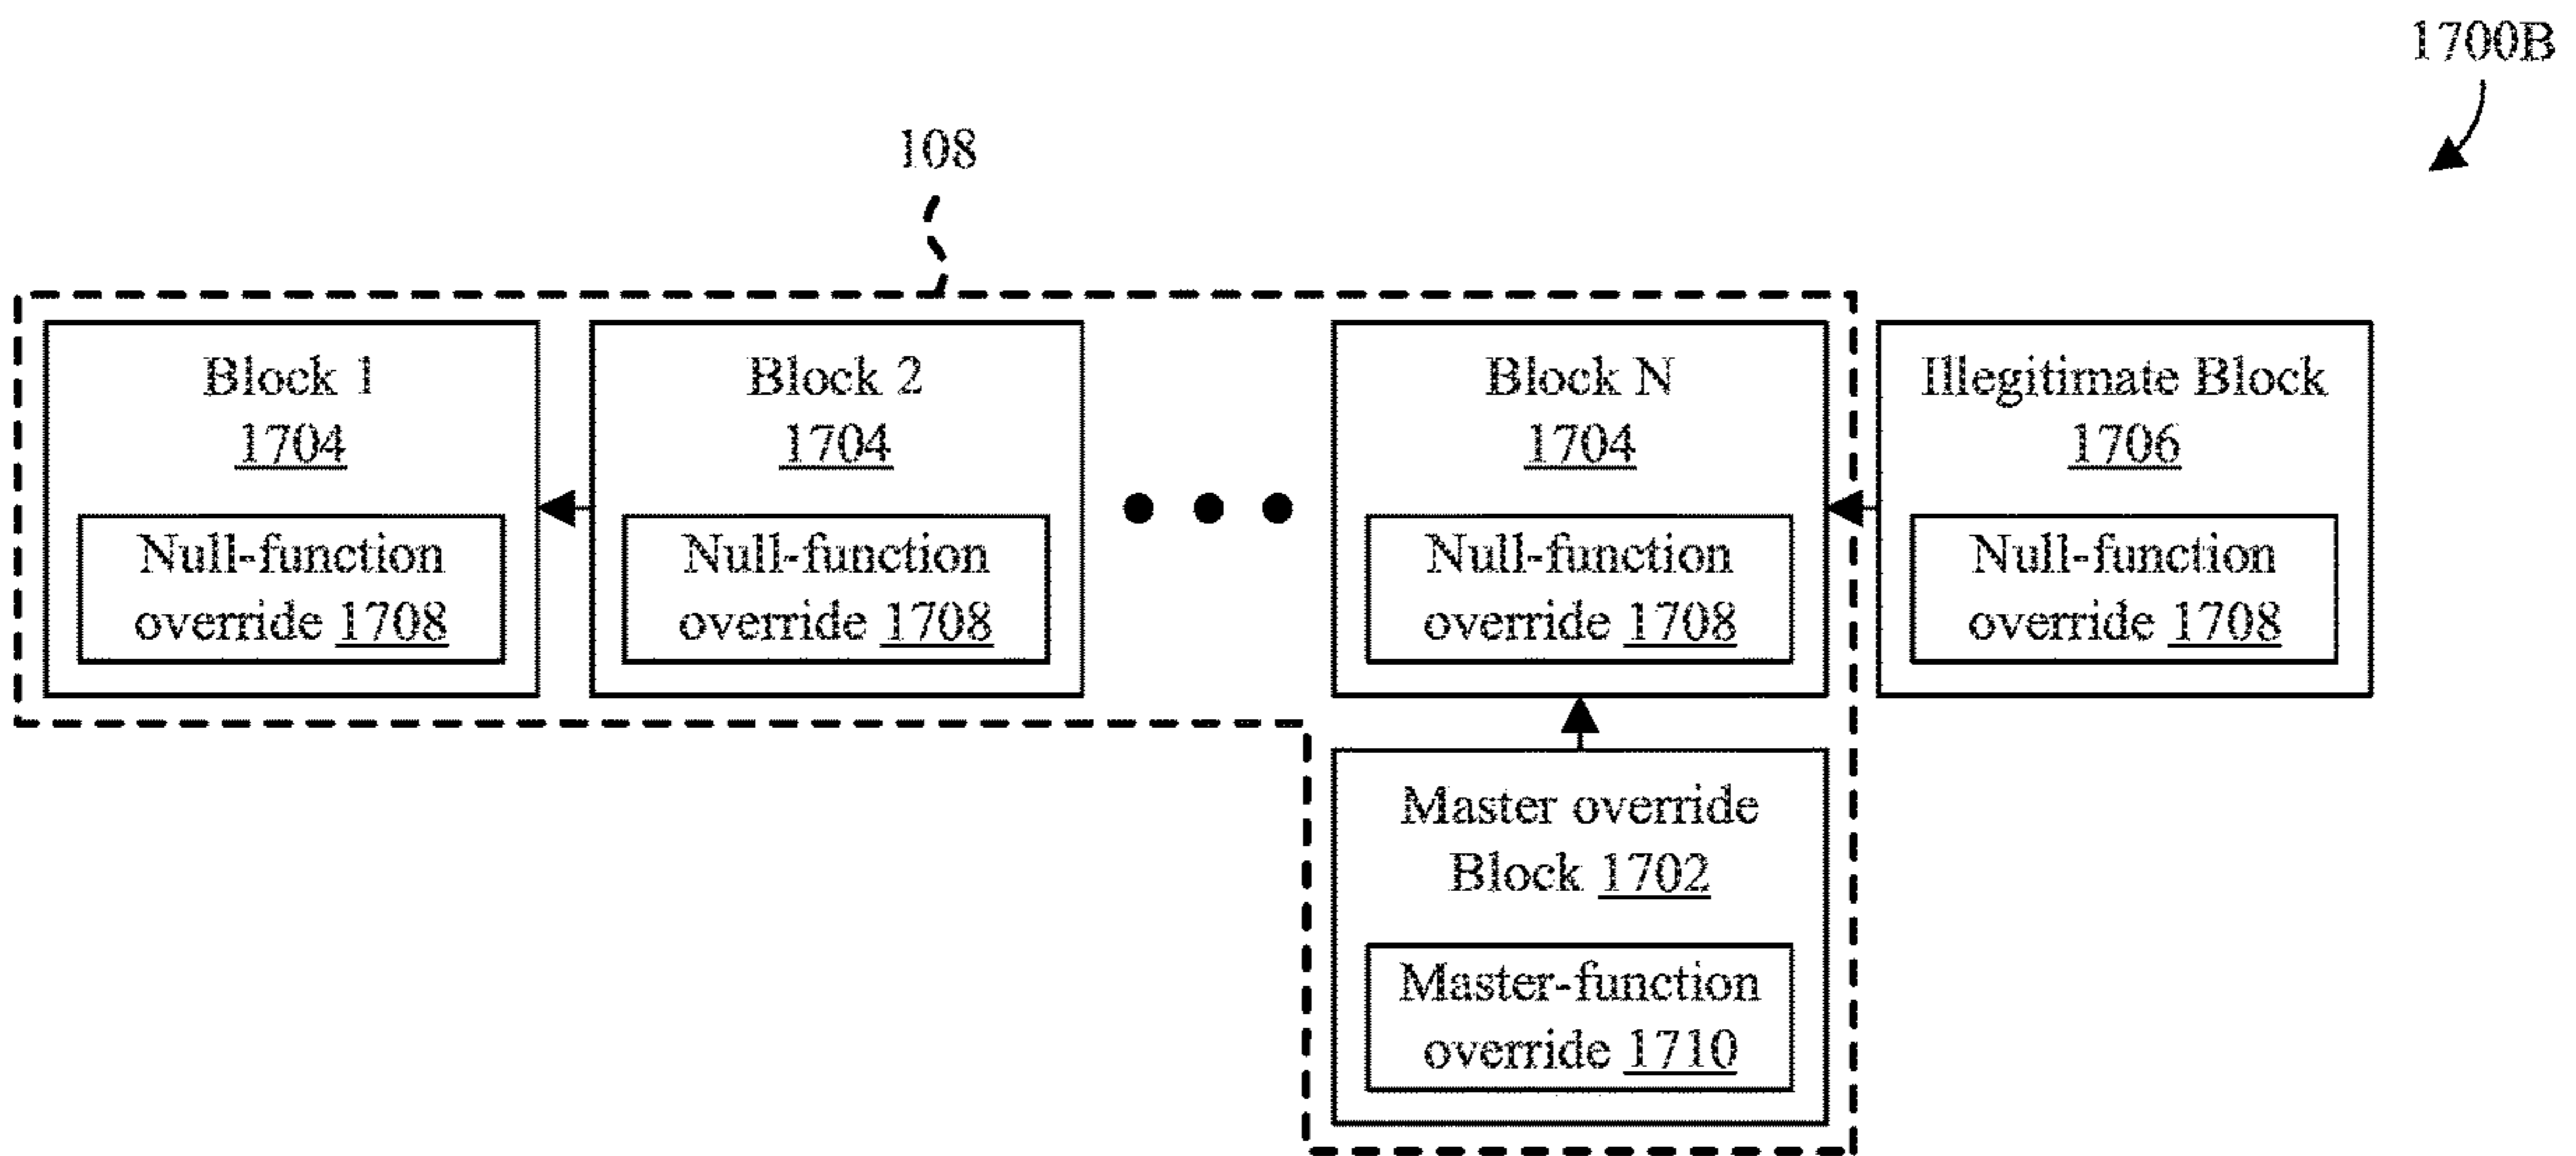 1700B
108
Block 1
1704
Null-function
override 1708
Block 2
1704
Null-function
override 1708
Block N
1704
Null-function
override 1708
Illegitimate Block
1706
Null-function
override 1708
Master override
Block 1702
Master-function
override 1710